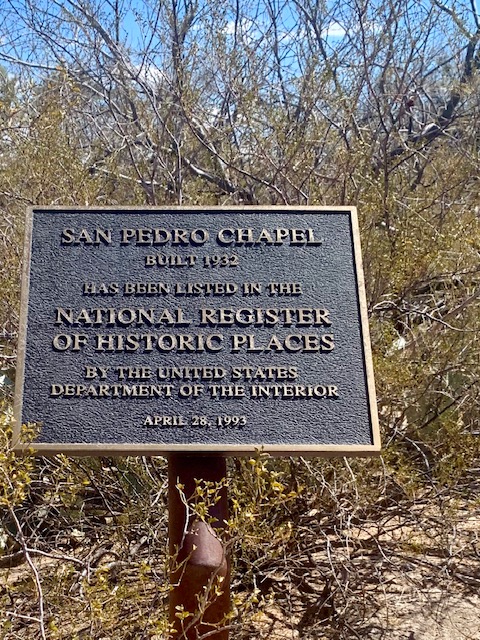 SAN PEDRO CHAPEL
BUILT 1932
HAS BEEN LISTED IN THE
NATIONAL REGISTER
OF HISTORIC PLACES
BY THE UNITED STATES
DEPARTMENT OF THE INTERIOR
APRIL 28, 1993